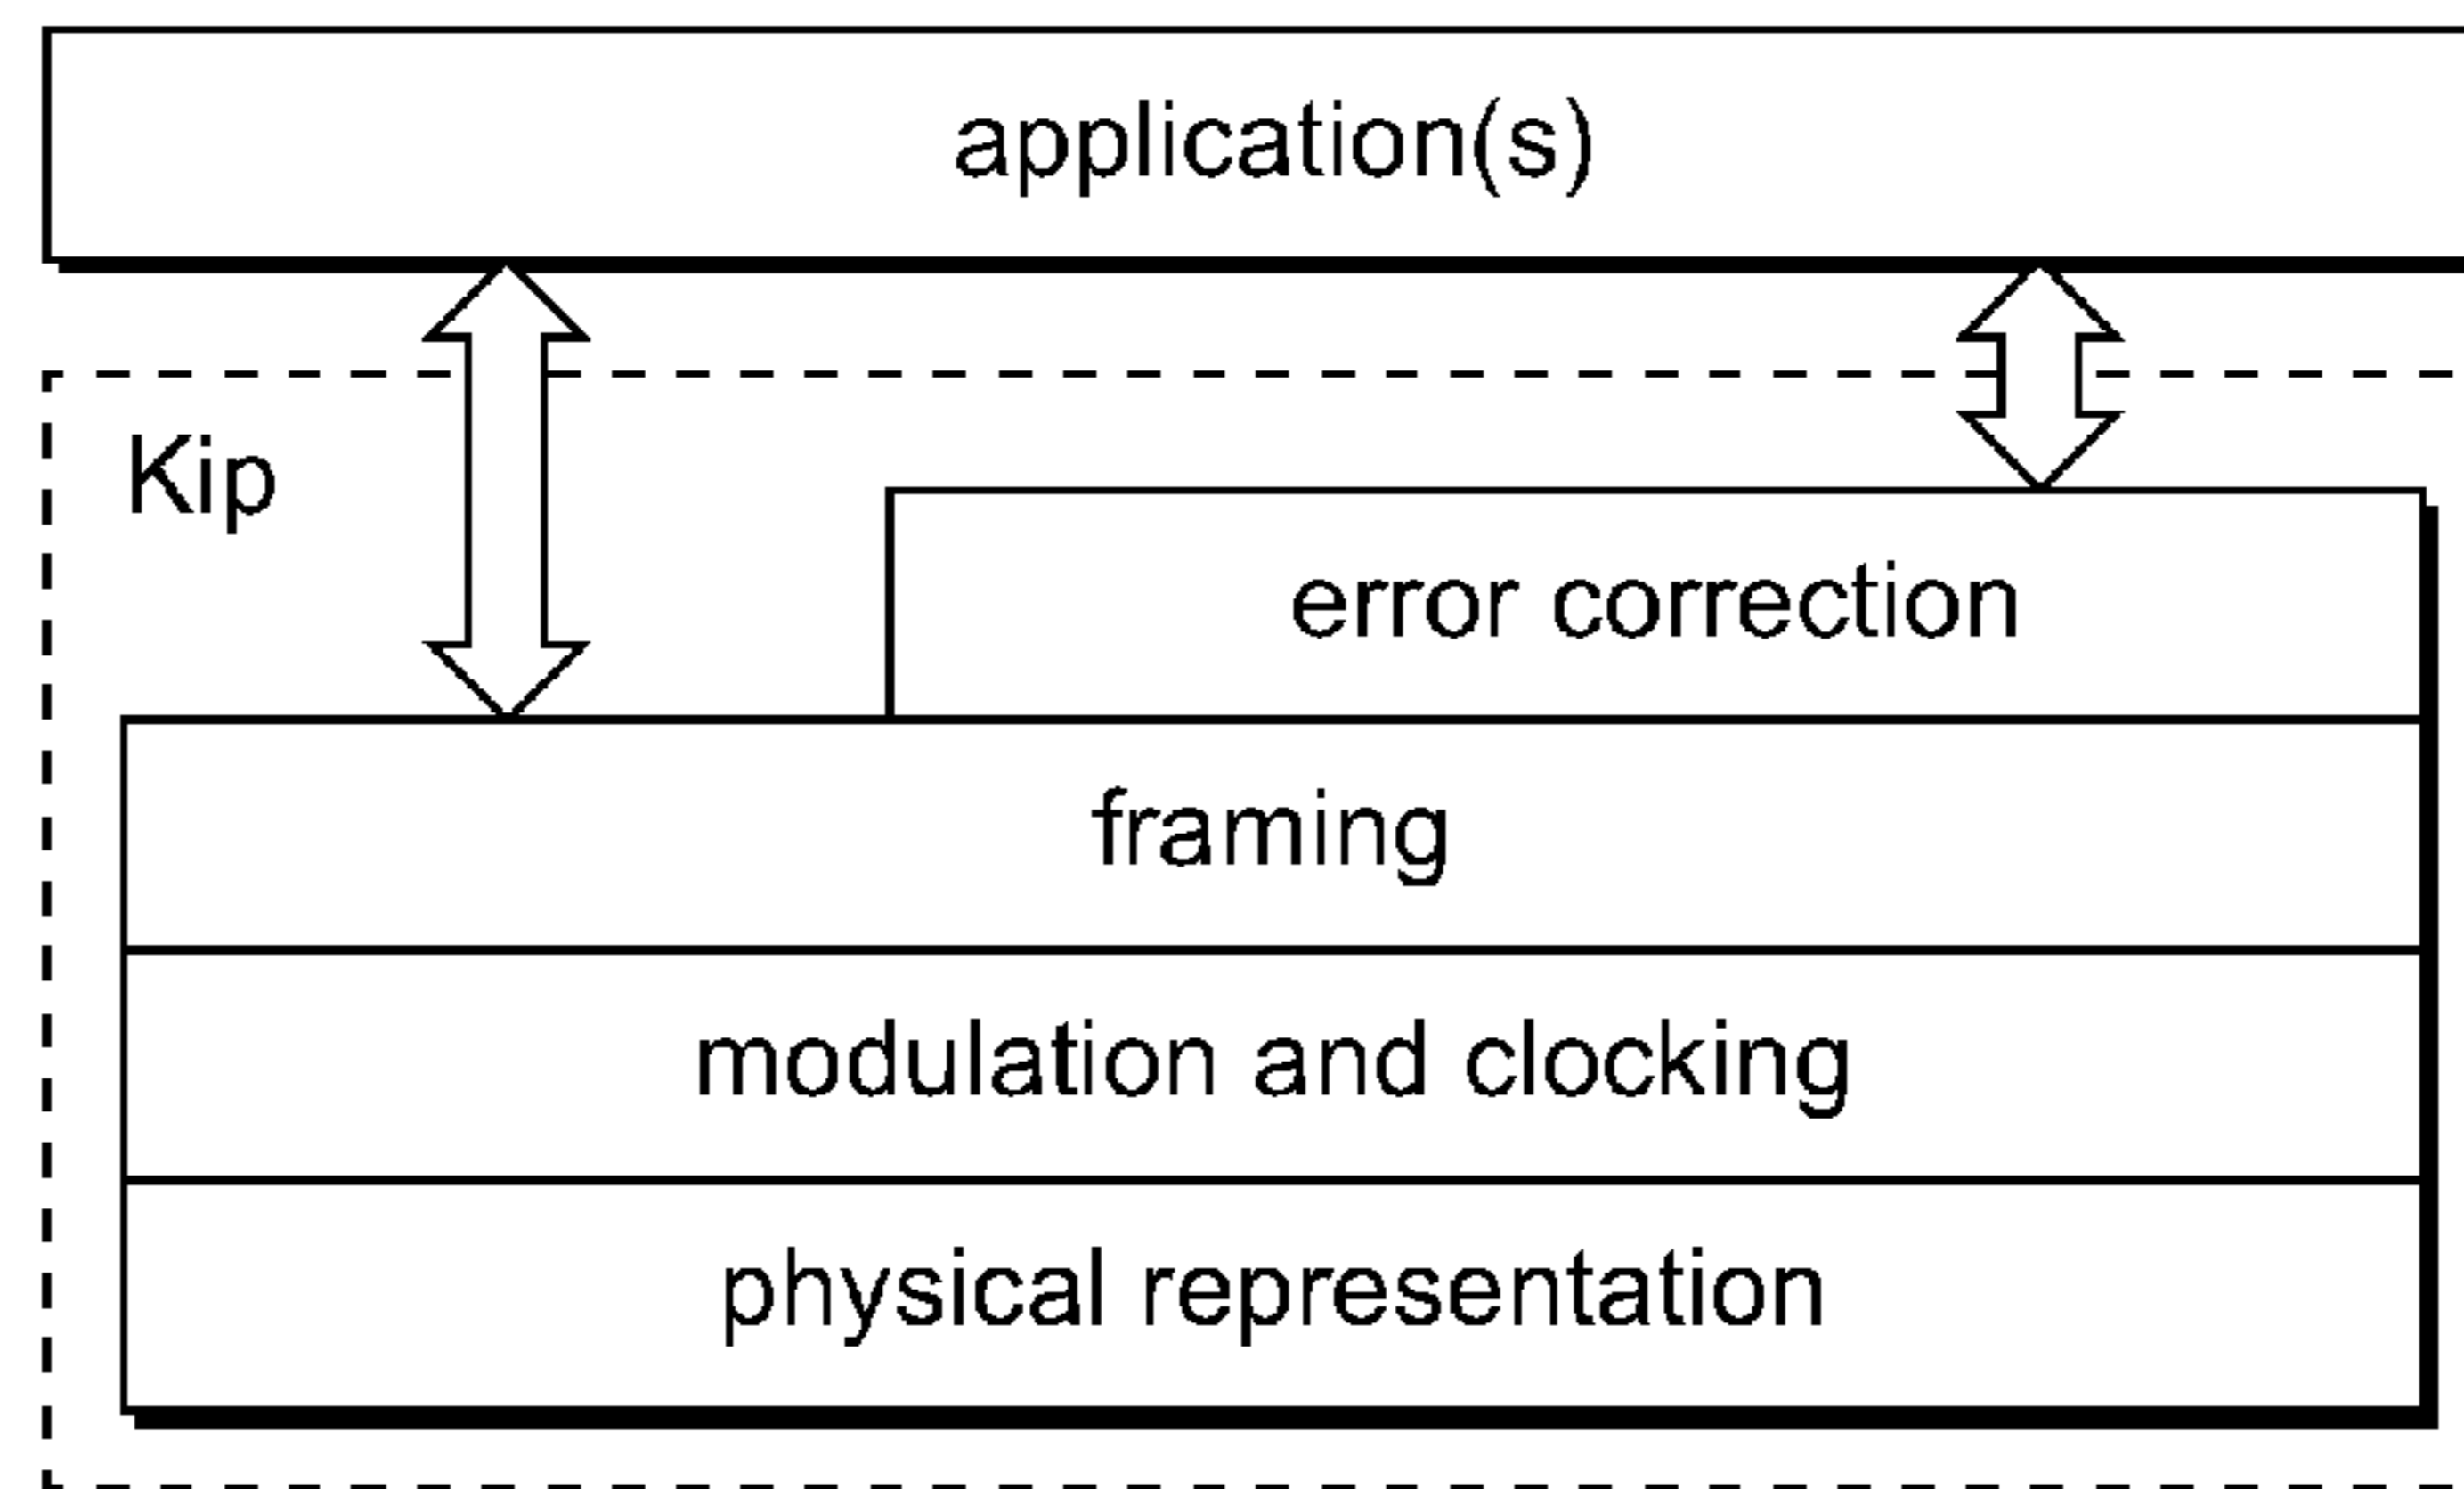 application(s)
Kip
error correction
framing
modulation and clocking
physical representation